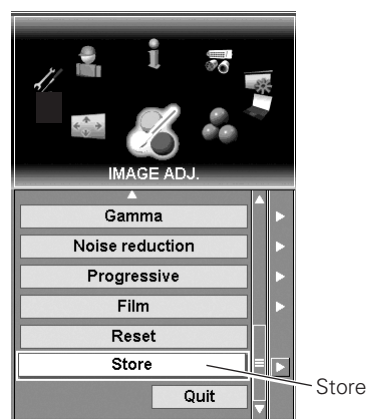 IMAGE ADJ.
Gamma
Noise reduction
Progressive
Film
Reset
Store
Store
Quit